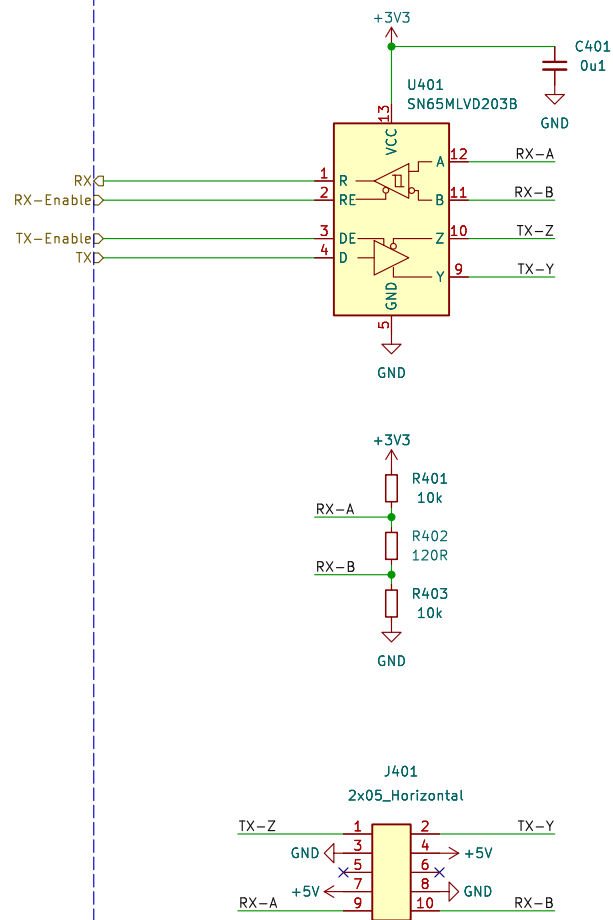 +3V3
C401
0u1
GND
U401
SN65MLVD203B
13
VCC
12
A
RX-A
RX
1
R
RX-Enable
2
RE
B
11
RX-B
TX-Enable
3
DE
Z
10
TX-Z
TX
4
D
Y
9
TX-Y
GND
5
GND
+3V3
R401
10k
RX-A
R402
120R
RX-B
R403
10k
GND
J401
2x05_Horizontal
TX-Z
1
2
TX-Y
GND
3
4
+5V
5
6
+5V
7
8
GND
RX-A
9
10
RX-B